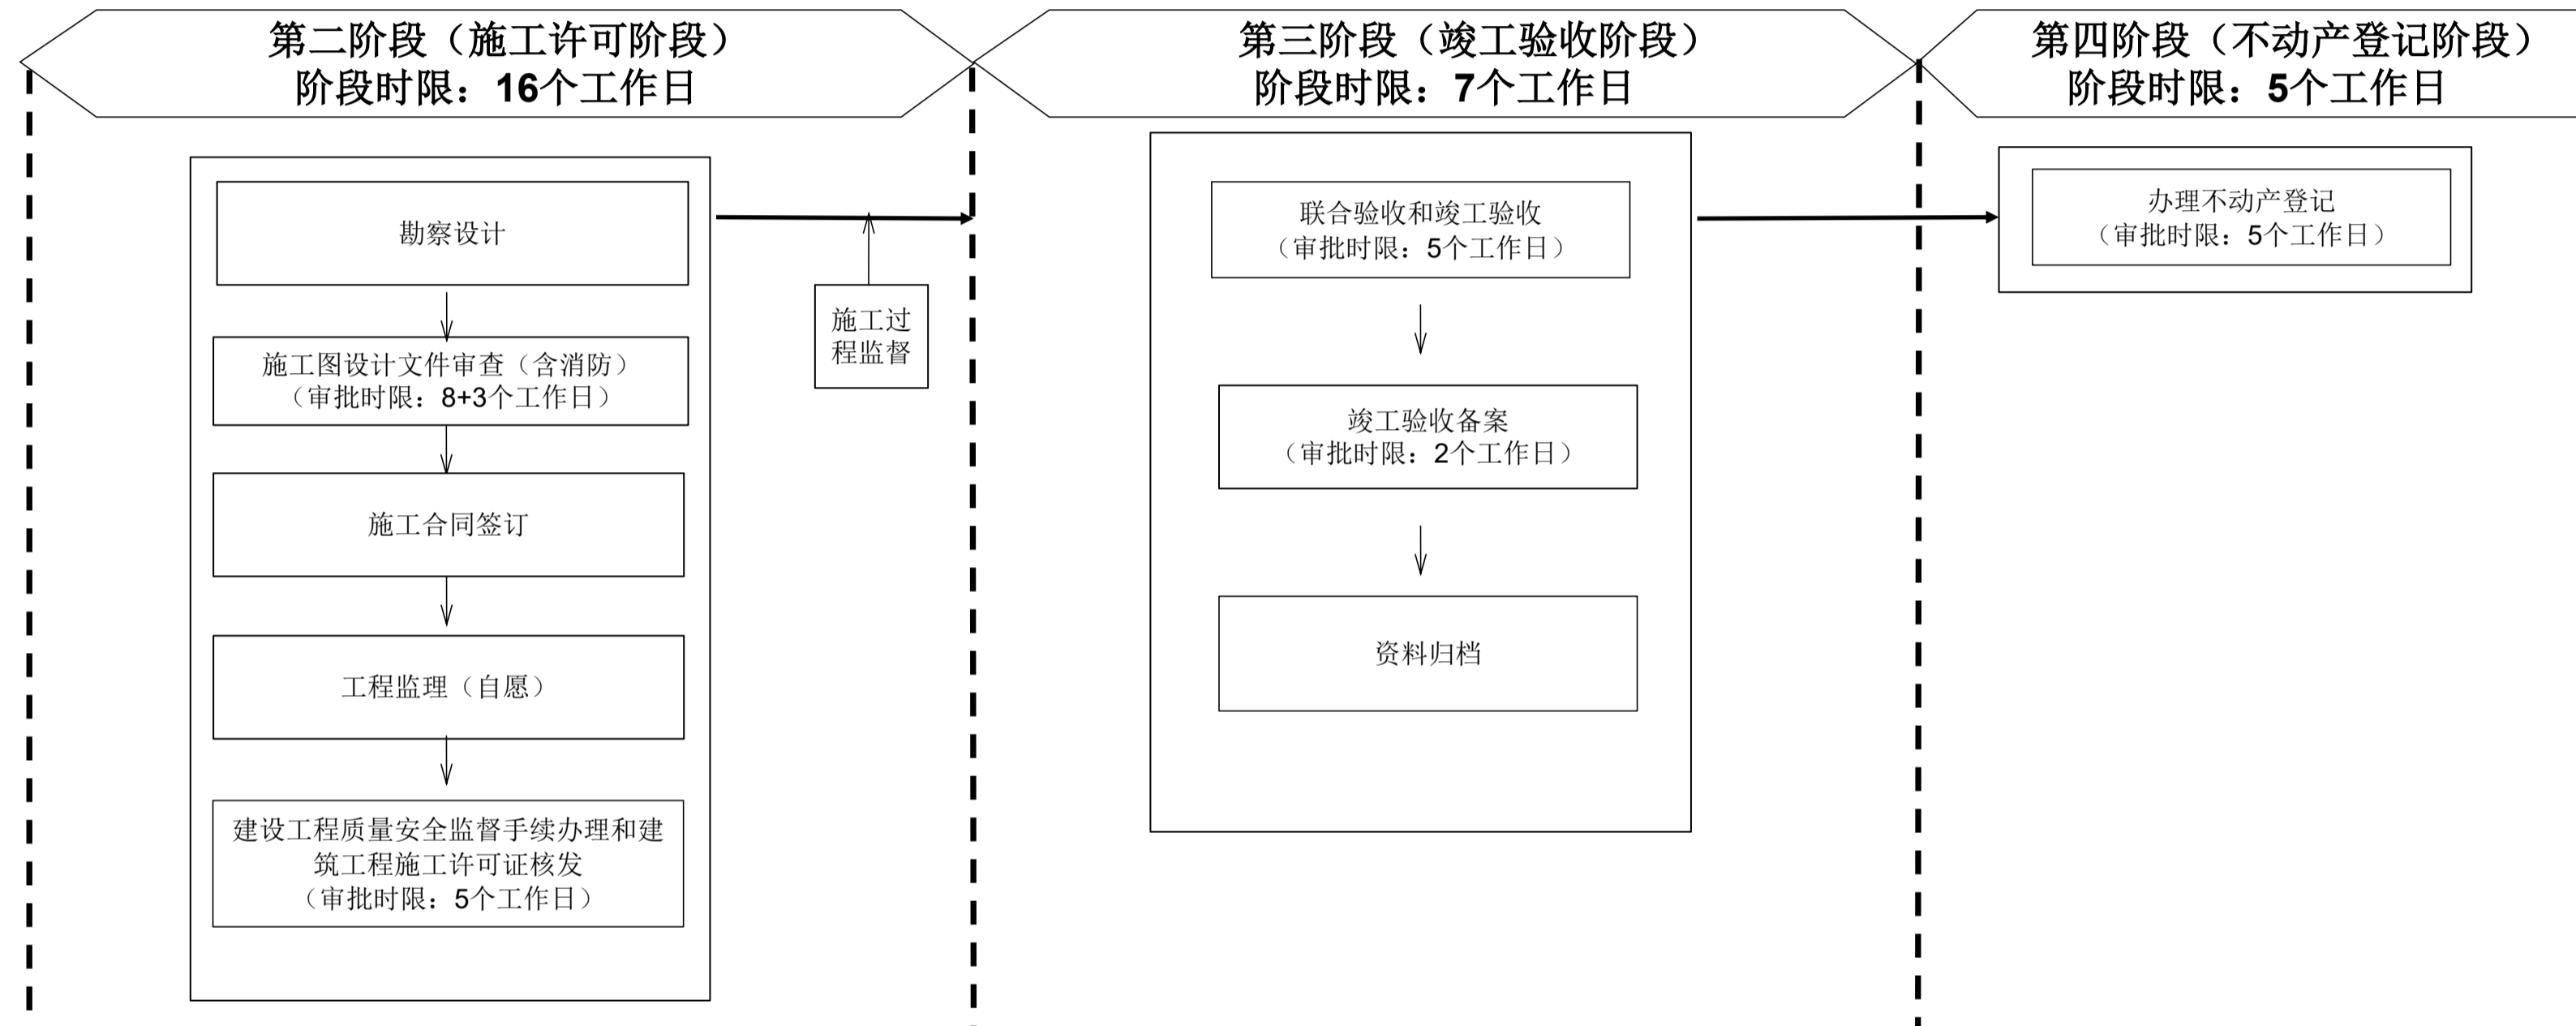 第二阶段（施工许可阶段）
阶段时限：16个工作日
勘察设计
施工图设计文件审查（含消防）
（审批时限：8+3个工作日）
施工合同签订
工程监理（自愿）
建设工程质量安全监督手续办理和建
筑工程施工许可证核发
（审批时限：5个工作日）
施工过
程监督
第三阶段（竣工验收阶段）
阶段时限：7个工作日
联合验收和竣工验收
（审批时限：5个工作日）
竣工验收备案
（审批时限：2个工作日）
资料归档
第四阶段（不动产登记阶段）
阶段时限：5个工作日
办理不动产登记
（审批时限：5个工作日）